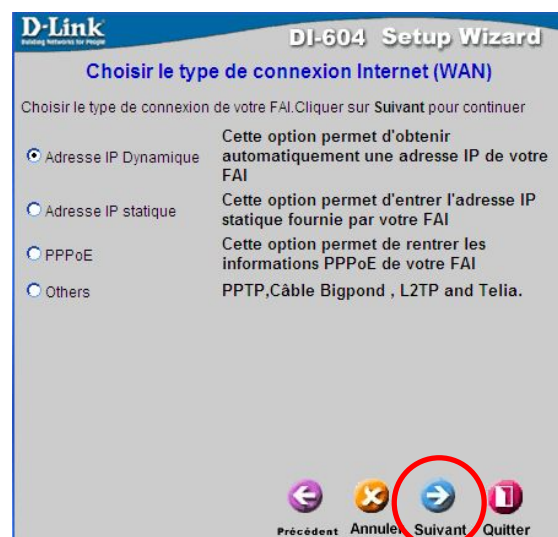 D-Link
Building Networks for People
DI-604 Setup Wizard
Choisir le type de connexion Internet (WAN)
Choisir le type de connexion de votre FAI.Cliquer sur Suivant pour continuer
Adresse IP Dynamique
Cette option permet d'obtenir
automatiquement une adresse IP de votre
FAI
Adresse IP statique
Cette option permet d'entrer l'adresse IP
statique fournie par votre FAI
PPPoE
Cette option permet de rentrer les
informations PPPoE de votre FAI
Others
PPTP,Câble Bigpond , L2TP and Telia.
Précédent Annuler Suivant Quitter